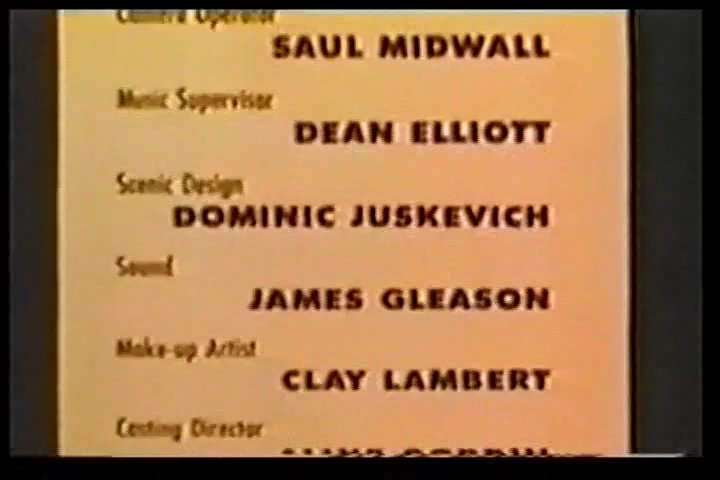 Camera Operator
SAUL MIDWALL
Music Supervisor
DEAN ELLIOTT
Scenic Design
DOMINIC JUSKEVICH
Sound
JAMES GLEASON
Make-up Artist
CLAY LAMBERT
Casting Director